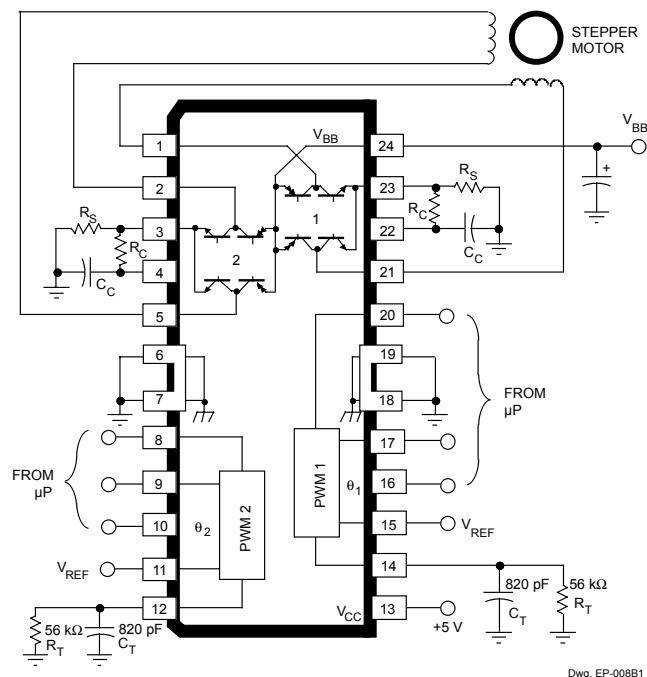 STEPPER
MOTOR
V_BB
V_BB
1
2
3
4
5
6
7
8
9
10
11
12
24
23
22
21
20
19
18
17
16
15
14
13
+
R_S
R_C
C_C
R_S
R_C
C_C
1
2
FROM
µP
FROM
µP
PWM 1
θ_1
PWM 2
θ_2
V_REF
V_REF
V_CC
+5 V
56 kΩ
R_T
820 pF
C_T
820 pF
C_T
56 kΩ
R_T
Dwg. EP-008B1